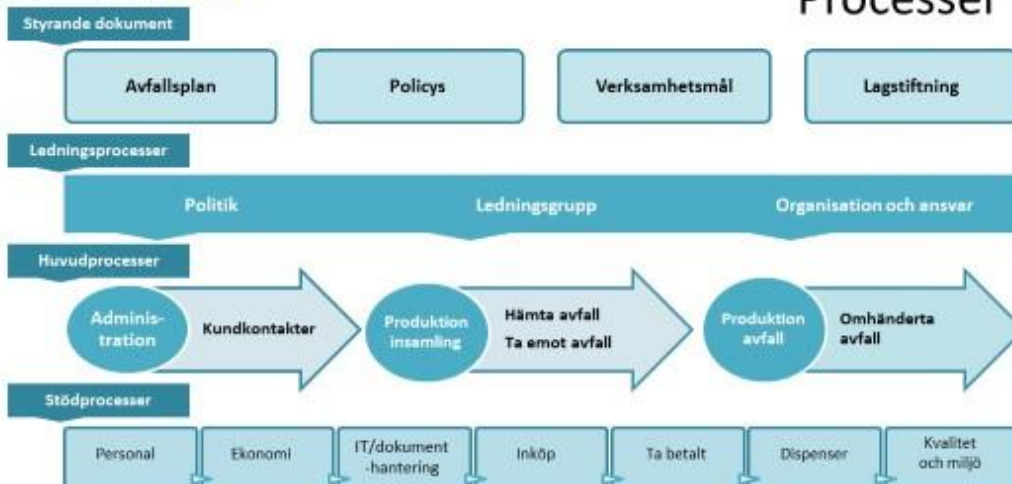 Processer
Styrande dokument
Avfallsplan
Policys
Verksamhetsmål
Lagstiftning
Ledningsprocesser
Politik
Ledningsgrupp
Organisation och ansvar
Huvudprocesser
Adminis-
tration
Kundkontakter
Produktion
insamling
Hämta avfall
Ta emot avfall
Produktion
avfall
Omhänderta
avfall
Stödprocesser
Personal
Ekonomi
IT/dokument
-hantering
Inköp
Ta betalt
Dispenser
Kvalitet
och miljö